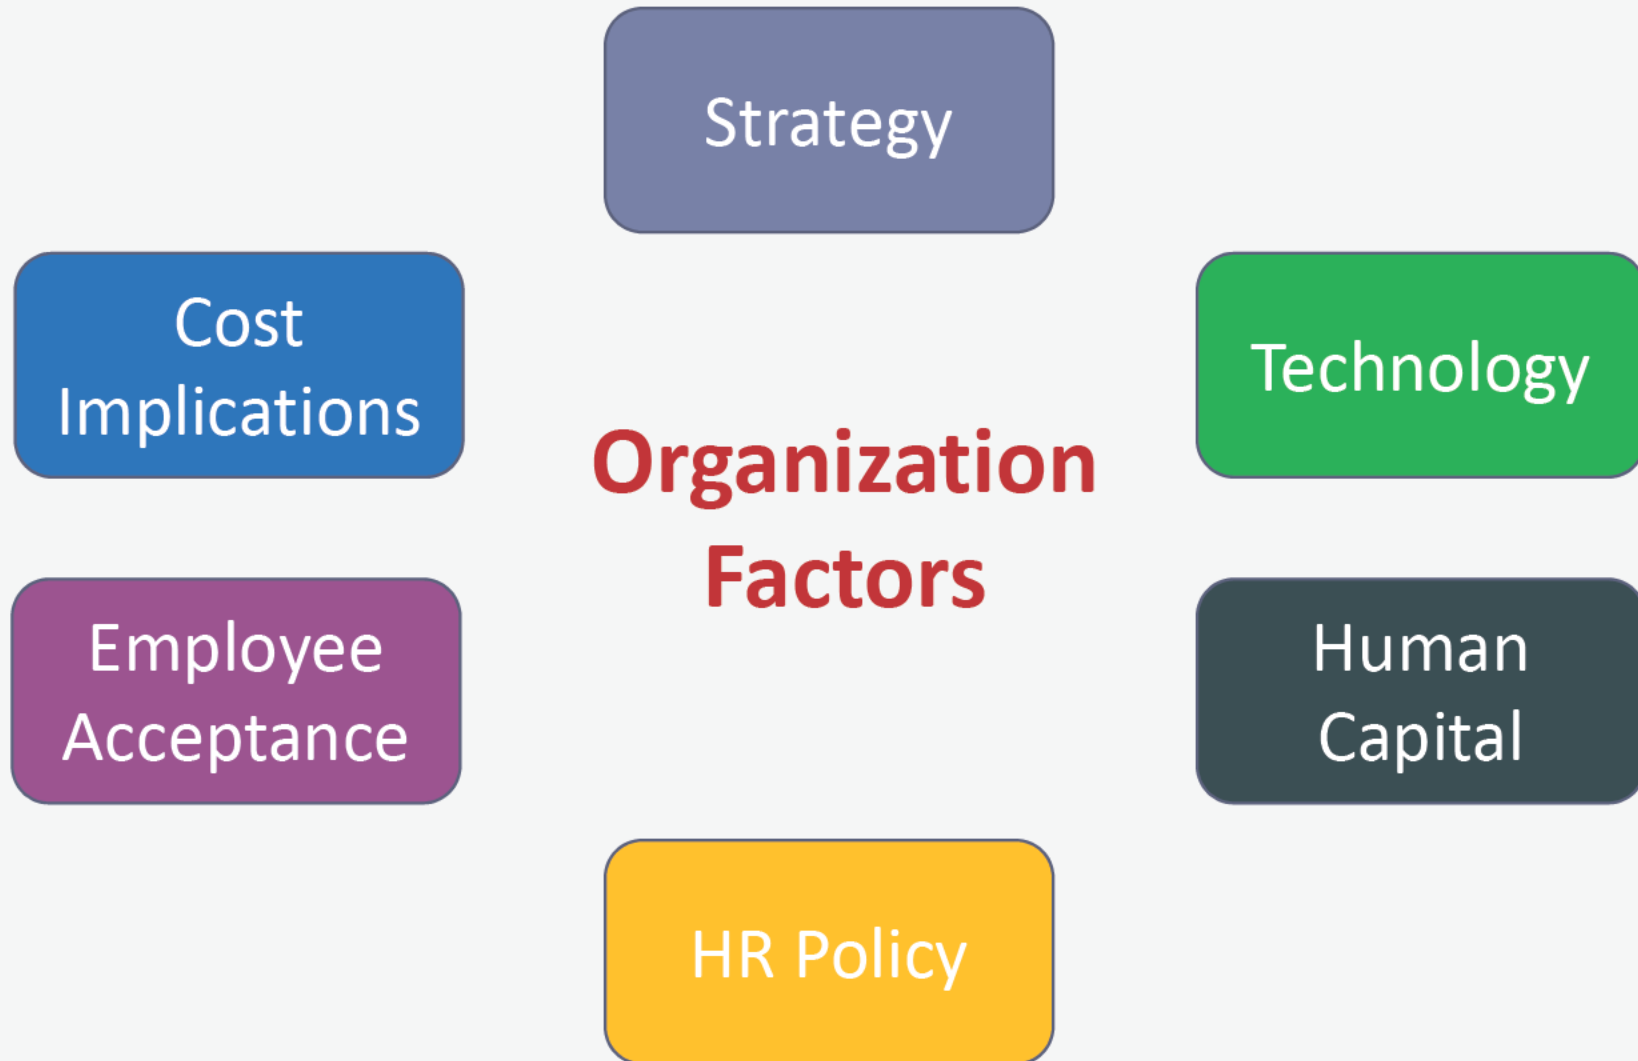 Strategy
Cost
Implications
Technology
Organization
Factors
Employee
Acceptance
Human
Capital
HR Policy